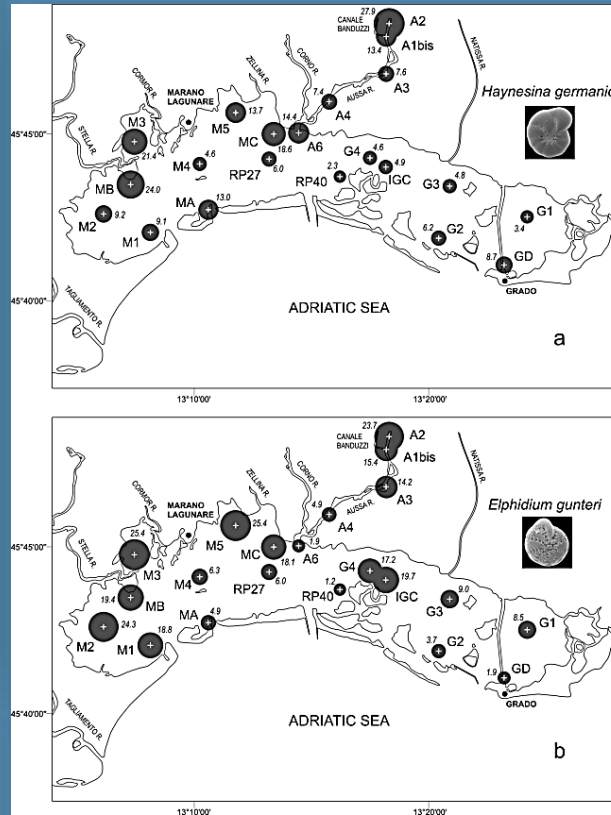 27.9
CANALE
BANDUZZI
A2
13.4
A1bis
NATISSA R.
ZELLINA R.
CORNO R.
CORMOR R.
MARANO
LAGUNARE
7.6
A3
7.4
A4
AUSSA R.
Haynesina germanic
STELLA R.
M3
M5
13.7
14.4
45°45'00"
21.4
MC
18.6
A6
G4
4.6
M4
4.6
RP27
6.0
2.3
RP40
4.9
IGC
MB
24.0
G3
4.8
MA
13.0
M2
9.2
9.1
M1
6.2
G2
G1
3.4
8.7
GD
GRADO
TAGLIAMENTO R.
45°40'00"
ADRIATIC SEA
a
13°10'00"
13°20'00"
23.7
CANALE
BANDUZZI
A2
15.4
A1bis
NATISSA R.
ZELLINA R.
CORNO R.
CORMOR R.
MARANO
LAGUNARE
14.2
A3
4.9
A4
AUSSA R.
Elphidium gunteri
STELLA R.
25.4
M3
M5
25.4
1.9
45°45'00"
MC
18.1
A6
G4
17.2
M4
6.3
RP27
6.0
1.2
RP40
19.7
IGC
19.4
MB
G3
9.0
MA
4.9
M2
24.3
18.8
M1
3.7
G2
8.5
G1
1.9
GD
GRADO
TAGLIAMENTO R.
45°40'00"
ADRIATIC SEA
b
13°10'00"
13°20'00"